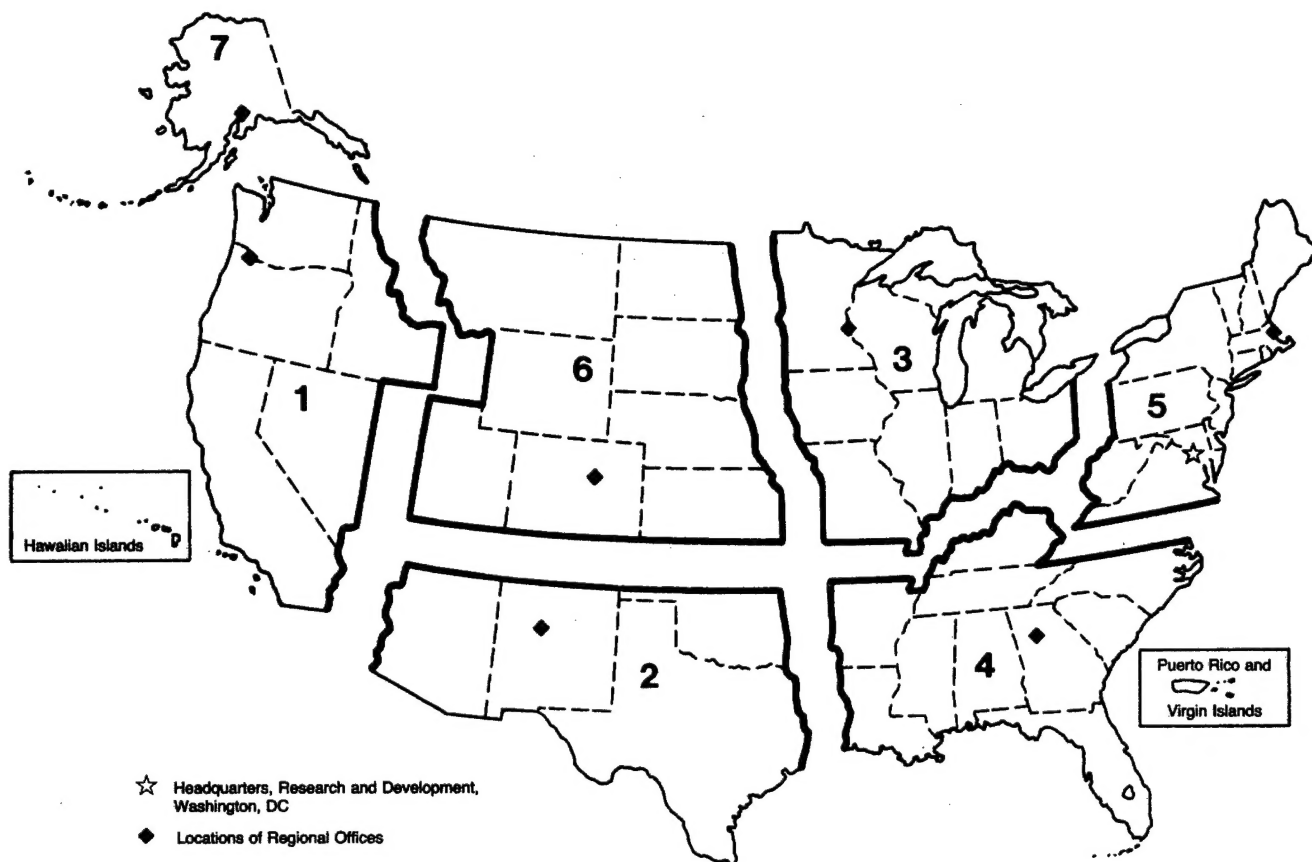 7
6
3
1
5
Hawaiian Islands
2
4
Puerto Rico and
Virgin Islands
Headquarters, Research and Development,
Washington, DC
Locations of Regional Offices